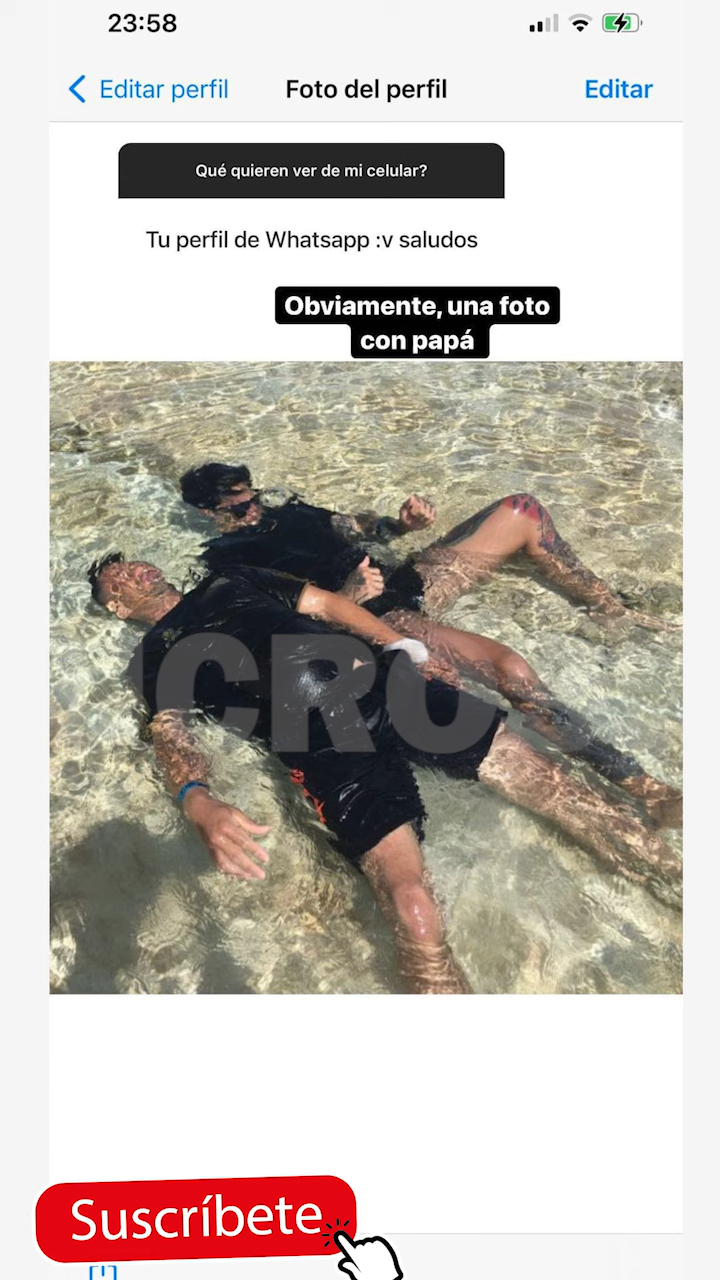 23:58
Editar perfil
Foto del perfil
Editar
Qué quieren ver de mi celular?
Tu perfil de Whatsapp :v saludos
Obviamente, una foto
con papá
CROS
Suscríbete